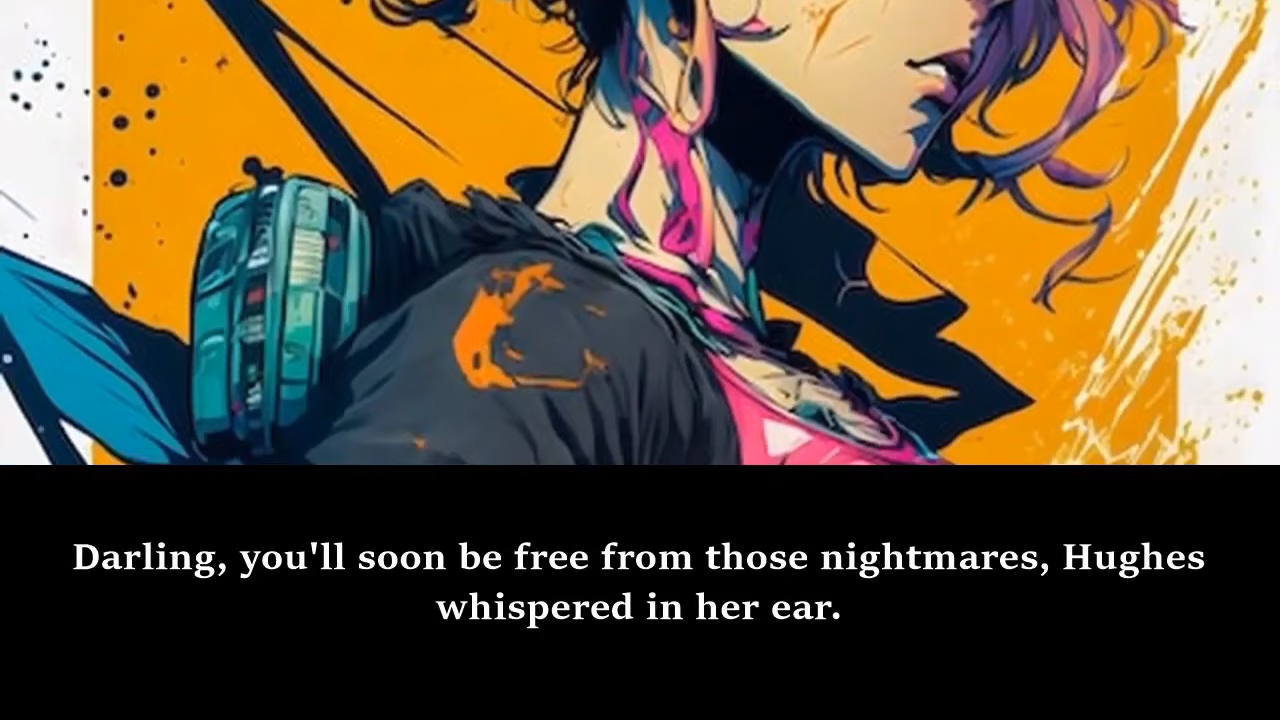 Darling, you'll soon be free from those nightmares, Hughes
whispered in her ear.